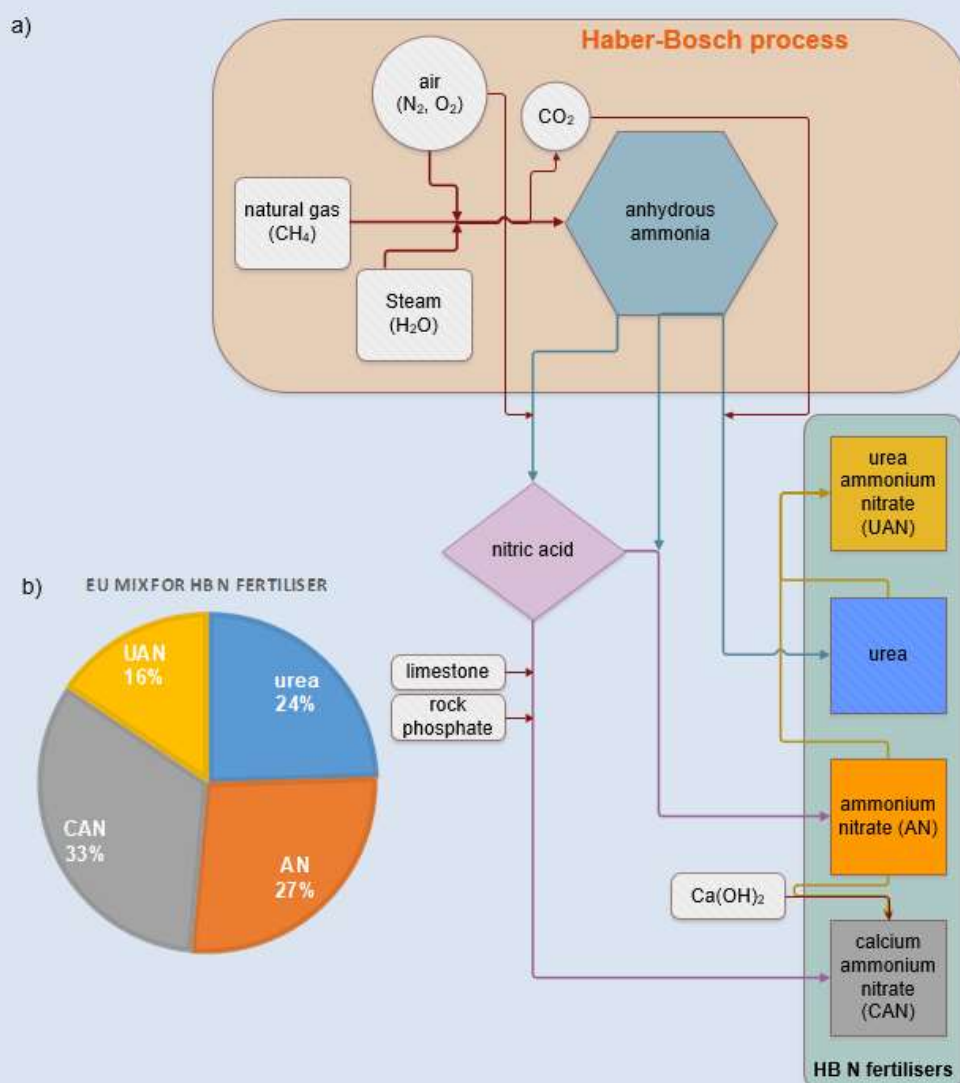 a)
Haber-Bosch process
air
(N₂, O₂)
CO₂
natural gas
(CH₄)
anhydrous
ammonia
Steam
(H₂O)
urea
ammonium
nitrate
(UAN)
nitric acid
b)
EU MIX FOR HB N FERTILISER
UAN
16%
urea
24%
CAN
33%
AN
27%
limestone
rock
phosphate
urea
ammonium
nitrate (AN)
Ca(OH)₂
calcium
ammonium
nitrate
(CAN)
HB N fertilisers